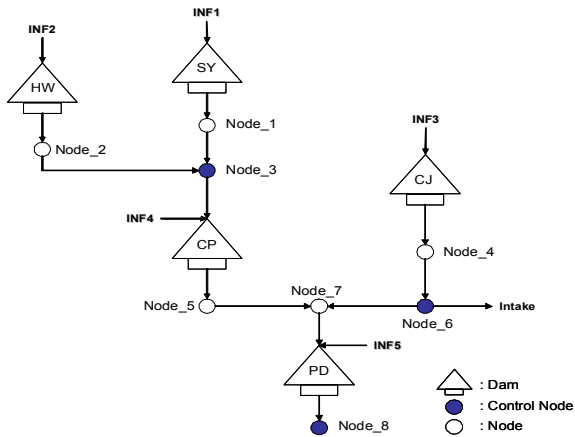 INF1
INF2
SY
HW
INF3
Node_1
Node_2
Node_3
CJ
INF4
CP
Node_4
Node_7
Node_5
Intake
Node_6
INF5
PD
: Dam
: Control Node
Node_8
: Node